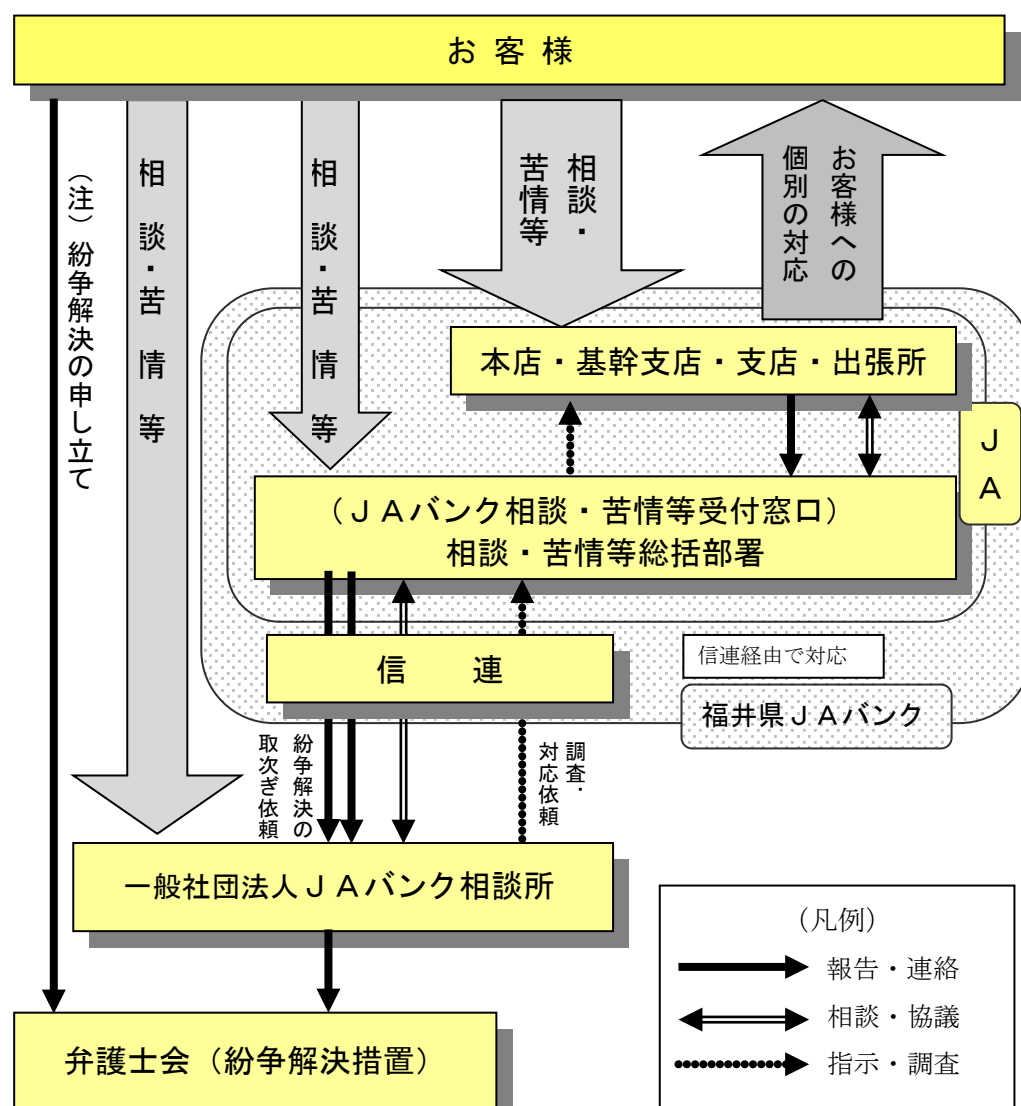 お客様
(注)紛争解決の申し立て
相談・苦情等
相談・苦情等
相談・
苦情等
お客様への
個別の対応
本店・基幹支店・支店・出張所
JA
(JAバンク相談・苦情等受付窓口)
相談・苦情等総括部署
信連
信連経由で対応
福井県JAバンク
紛争解決の
取次ぎ依頼
調査・
対応依頼
一般社団法人JAバンク相談所
弁護士会(紛争解決措置)
(凡例)
報告・連絡
相談・協議
指示・調査